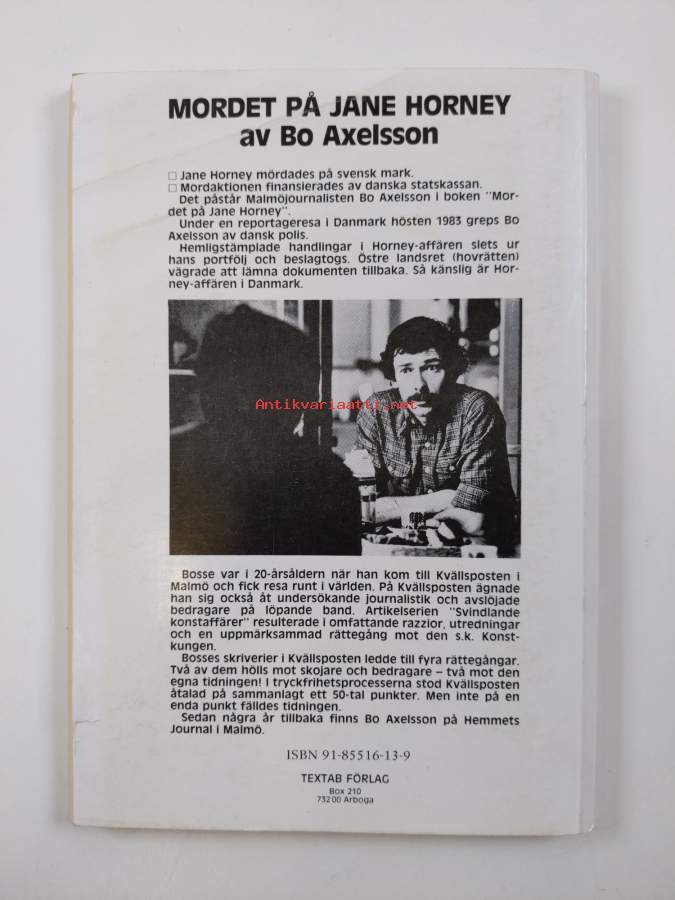 MORDET PÅ JANE HORNEY
av Bo Axelsson
□ Jane Horney mördades på svensk mark.
□ Mordaktionen finansierades av danska statskassan.
Det påstår Malmöjournalisten Bo Axelsson i boken "Mor-
det på Jane Horney".
Under en reportageresa i Danmark hösten 1983 greps Bo
Axelsson av dansk polis.
Hemligstämplade handlingar i Horney-affären slets ur
hans portfölj och beslagtogs. Östre landsret (hovrätten)
vägrade att lämna dokumenten tillbaka. Så känslig är Hor-
ney-affären i Danmark.
Antikvariaatti.net
Bosse var i 20-årsåldern när han kom till Kvällsposten i
Malmö och fick resa runt i världen. På Kvällsposten ägnade
han sig också åt undersökande journalistik och avslöjade
bedragare på löpande band. Artikelserien "Svindlande
konstaffärer" resulterade i omfattande razzior, utredningar
och en uppmärksammad rättegång mot den s.k. Konst-
kungen.
Bosses skriverier i Kvällsposten ledde till fyra rättegångar.
Två av dem hölls mot skojare och bedragare – två mot den
egna tidningen! I tryckfrihetsprocesserna stod Kvällsposten
åtalad på sammanlagt ett 50-tal punkter. Men inte på en
enda punkt fälldes tidningen.
Sedan några år tillbaka finns Bo Axelsson på Hemmets
Journal i Malmö.
ISBN 91-85516-13-9
TEXTAB FÖRLAG
Box 210
73200 Arboga